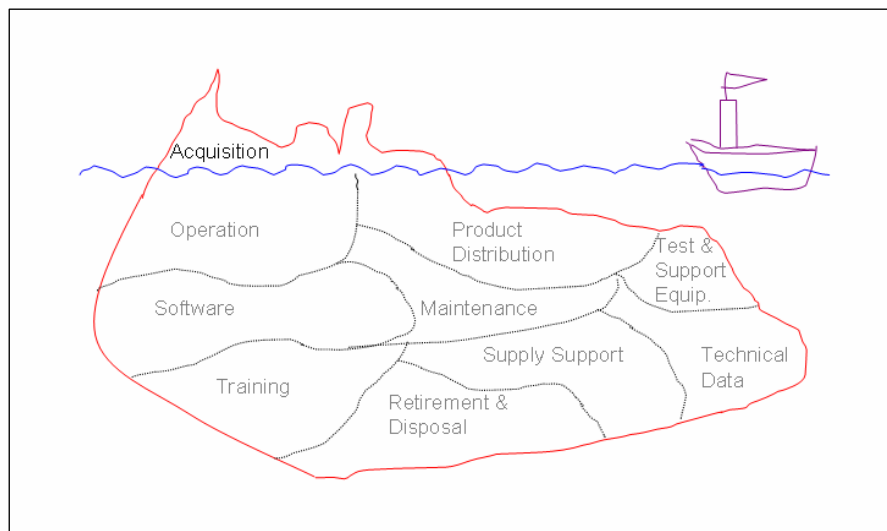 Acquisition
Operation
Product
Distribution
Test &
Support
Equip.
Software
Maintenance
Supply Support
Technical
Data
Training
Retirement &
Disposal